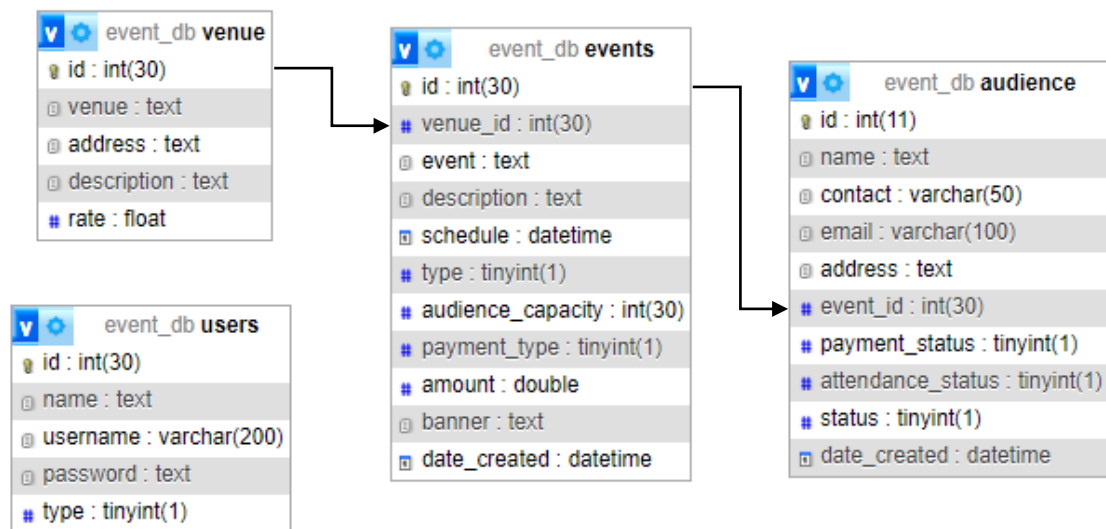 event_db venue
id : int(30)
venue : text
address : text
description : text
rate : float
event_db users
id : int(30)
name : text
username : varchar(200)
password : text
type : tinyint(1)
event_db events
id : int(30)
venue_id : int(30)
event : text
description : text
schedule : datetime
type : tinyint(1)
audience_capacity : int(30)
payment_type : tinyint(1)
amount : double
banner : text
date_created : datetime
event_db audience
id : int(11)
name : text
contact : varchar(50)
email : varchar(100)
address : text
event_id : int(30)
payment_status : tinyint(1)
attendance_status : tinyint(1)
status : tinyint(1)
date_created : datetime